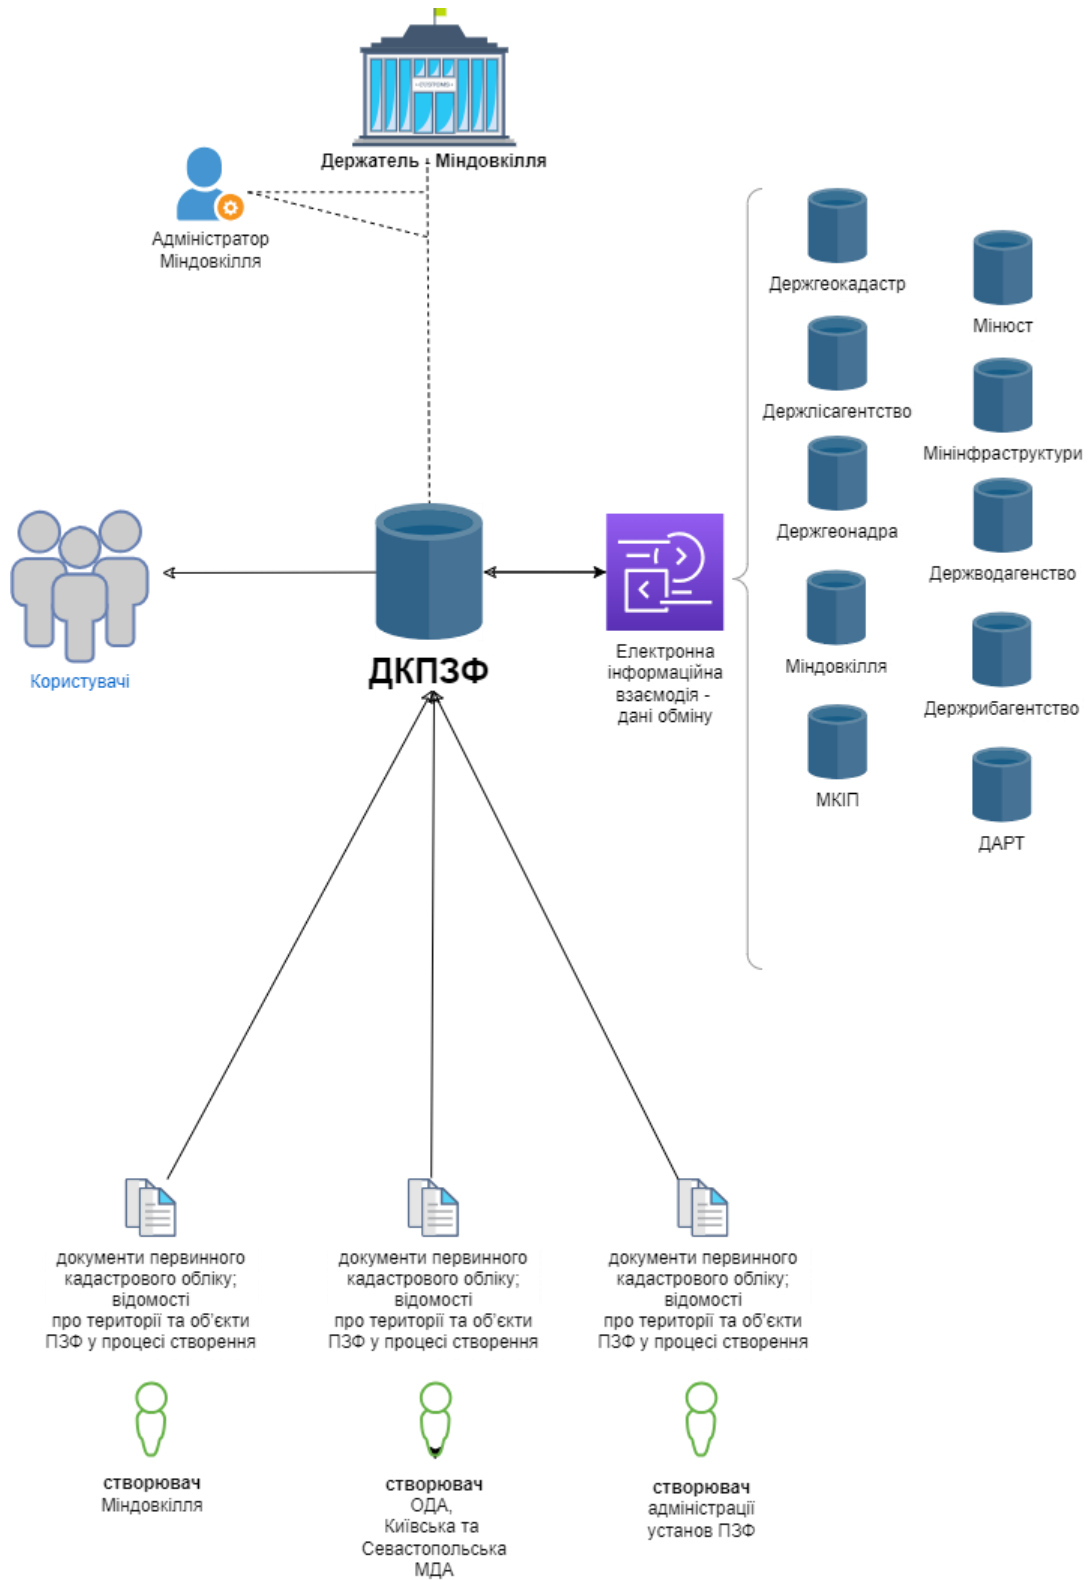 CUSTOMS
Держатель - Міндовкілля
Адміністратор
Міндовкілля
Держгеокадастр
Мін'юст
Держлісагентство
Мінінфраструктури
Держгеонадра
Держводагенство
Міндовкілля
Держрибагентство
МКІП
ДАРТ
Користувачі
ДКПЗФ
Електронна
інформаційна
взаємодія -
дані обміну
документи первинного
кадастрового обліку;
відомості
про території та об'єкти
ПЗФ у процесі створення
документи первинного
кадастрового обліку;
відомості
про території та об'єкти
ПЗФ у процесі створення
документи первинного
кадастрового обліку;
відомості
про території та об'єкти
ПЗФ у процесі створення
створювач
Міндовкілля
створювач
ОДА,
Київська та
Севастопольська
МДА
створювач
адміністрації
установ ПЗФ